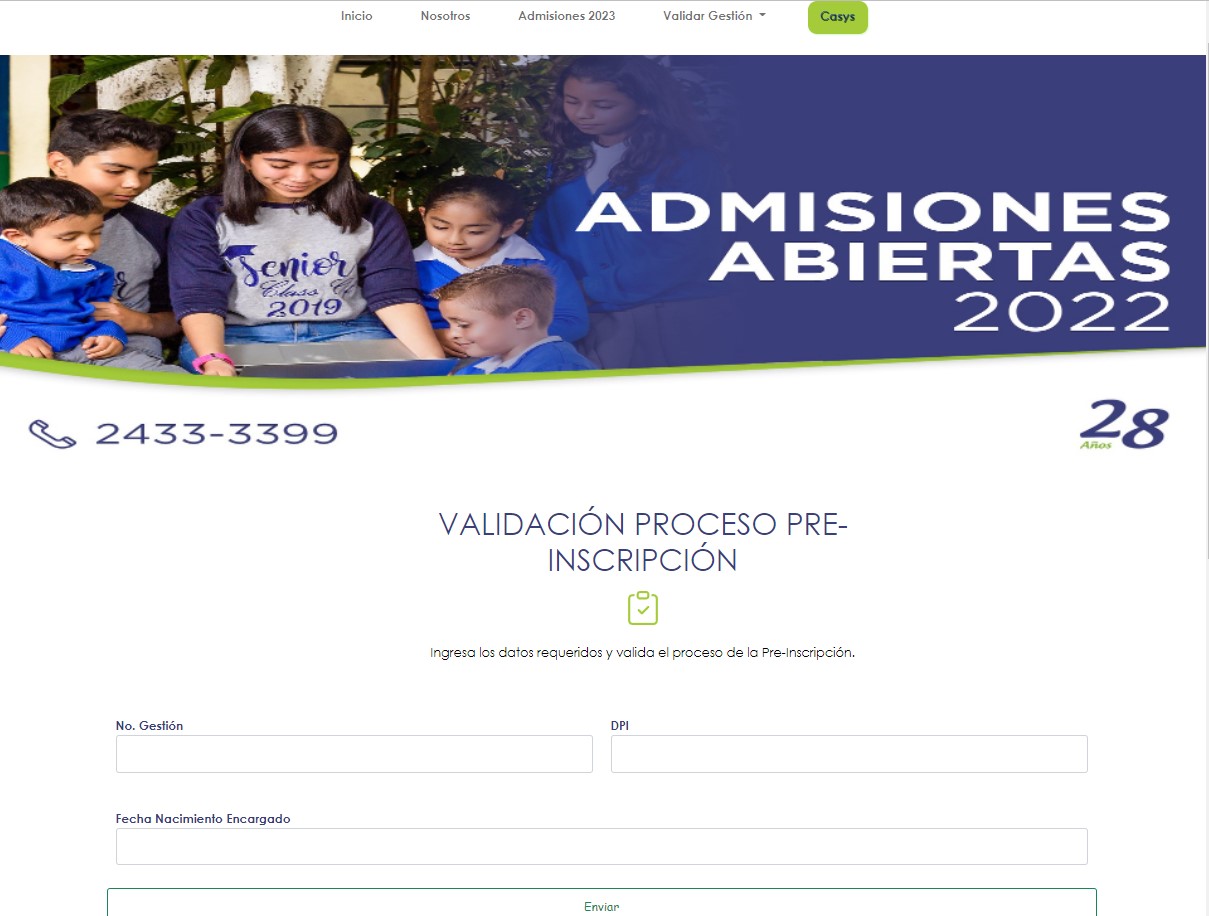 Inicio
Nosotros
Admisiones 2023
Validar Gestión
Casys
Senior
Class Of
2019
ADMISIONES
ABIERTAS
2022
2433-3399
28
Años
VALIDACIÓN PROCESO PRE-
INSCRIPCIÓN
Ingresa los datos requeridos y valida el proceso de la Pre-Inscripción.
No. Gestión
DPI
Fecha Nacimiento Encargado
Enviar